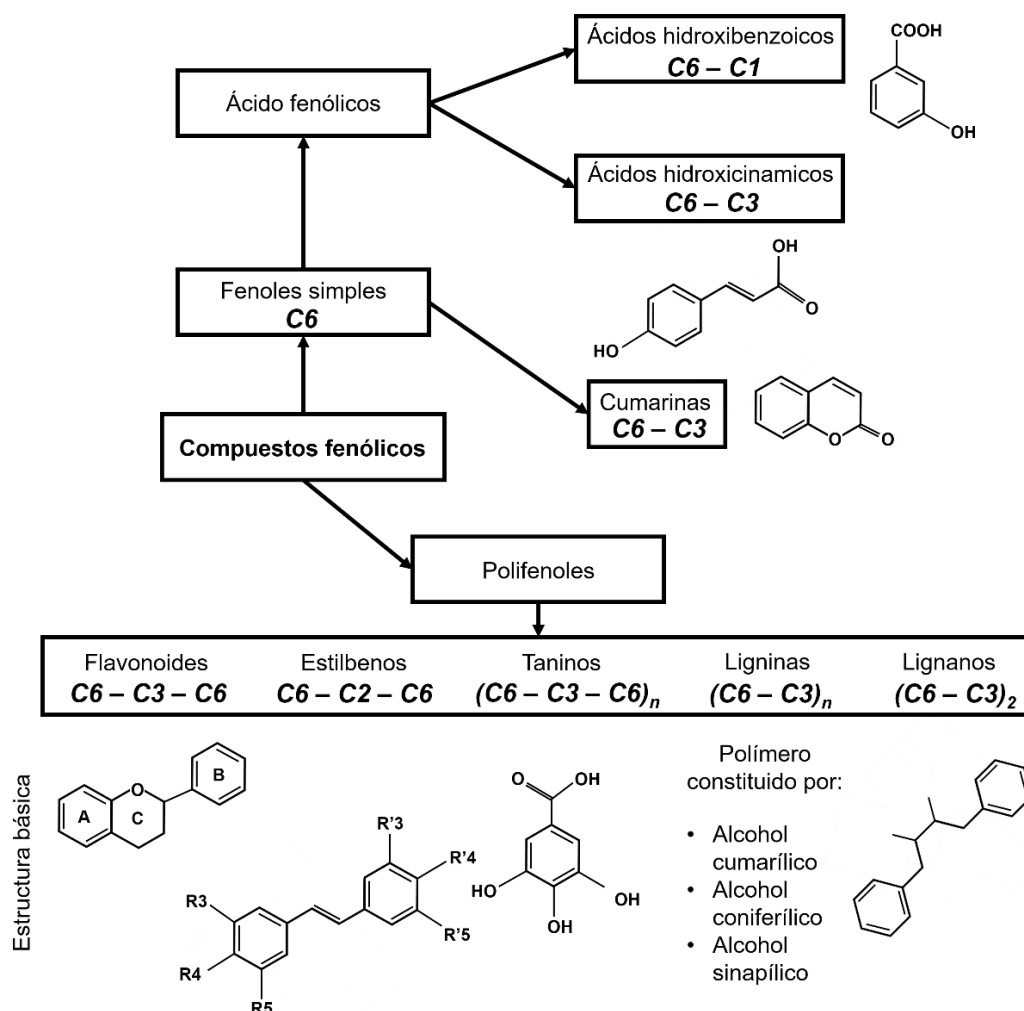 Ácidos hidroxibenzoicos
C6 – C1
COOH
OH
Ácido fenólicos
Ácidos hidroxicinamicos
C6 – C3
OH
O
HO
Fenoles simples
C6
Cumarinas
C6 – C3
O
O
Compuestos fenólicos
Polifenoles
Flavonoides
C6 – C3 – C6
Estilbenos
C6 – C2 – C6
Taninos
(C6 – C3 – C6)n
Ligninas
(C6 – C3)n
Lignanos
(C6 – C3)2
Estructura básica
A
C
O
B
R'3
R'4
R3
R'5
R4
R5
O
OH
HO
OH
OH
Polímero
constituido por:
• Alcohol
cumarílico
• Alcohol
coniferílico
• Alcohol
sinapílico